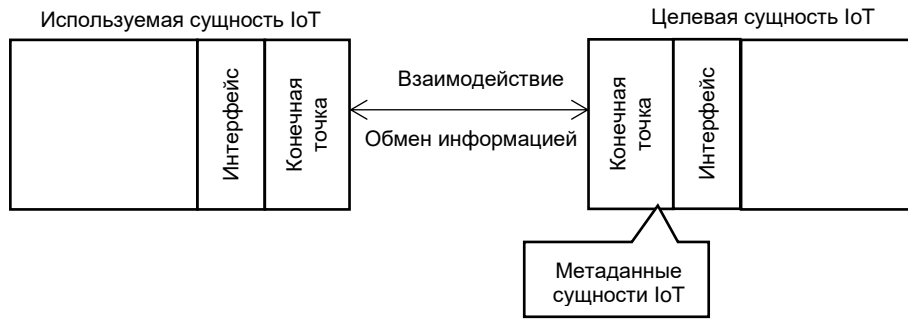 Используемая сущность IoT
Целевая сущность IoT
Интерфейс
Конечная
точка
Взаимодействие
Обмен информацией
Конечная
точка
Интерфейс
Метаданные
сущности IoT